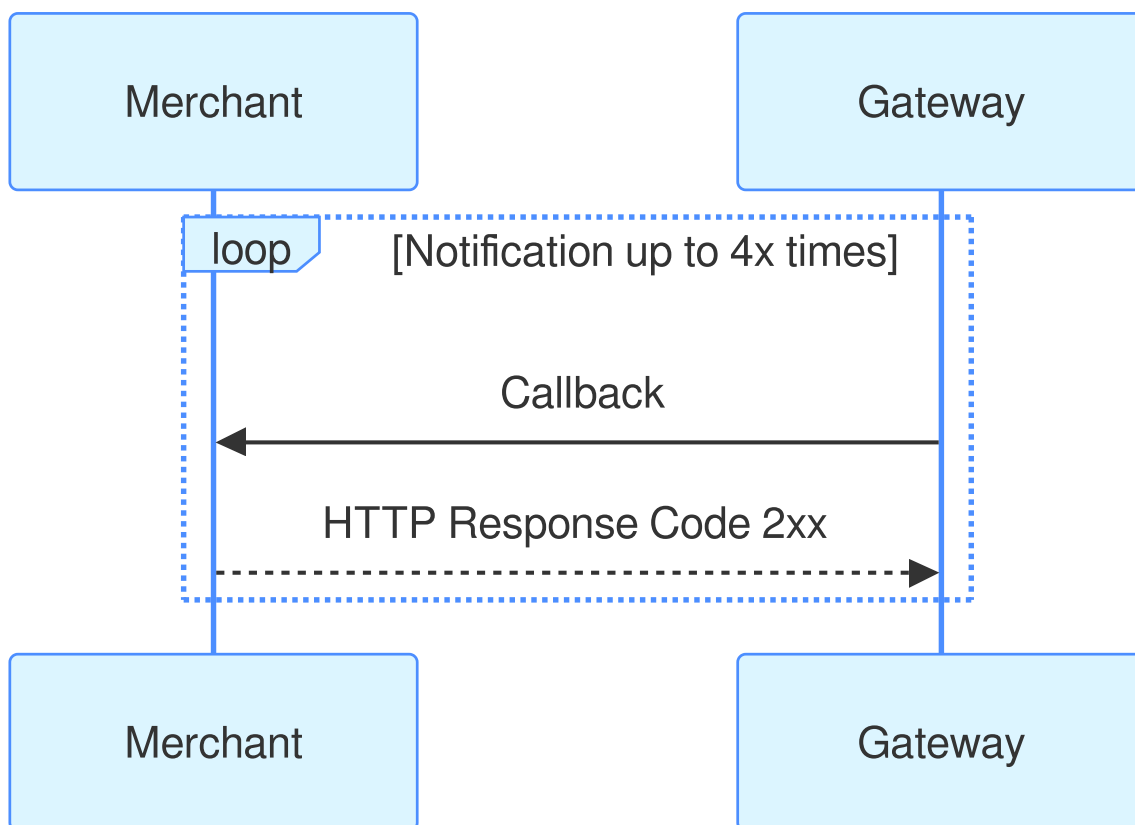 Merchant
Gateway
loop
[Notification up to 4x times]
Callback
HTTP Response Code 2xx
Merchant
Gateway